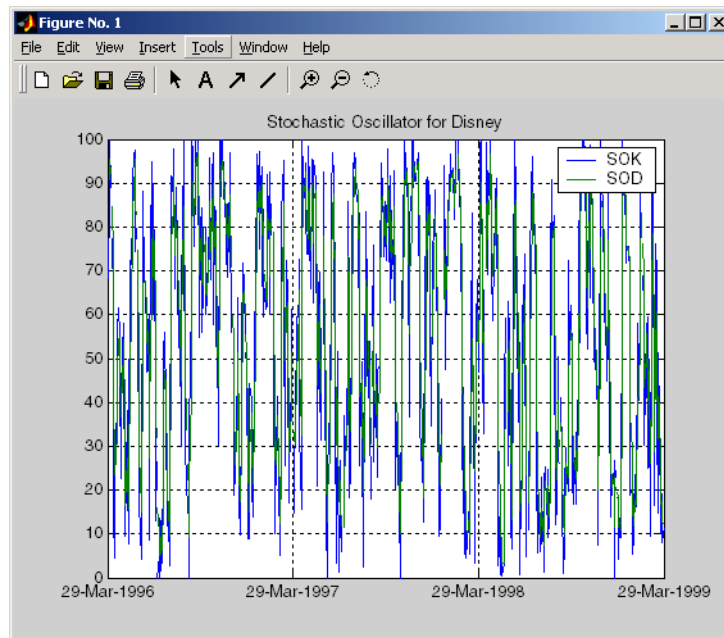 Figure No. 1
File Edit View Insert Tools Window Help
A
Stochastic Oscillator for Disney
100
90
80
70
60
50
40
30
20
10
0
SOK
SOD
29-Mar-1996 29-Mar-1997 29-Mar-1998 29-Mar-1999